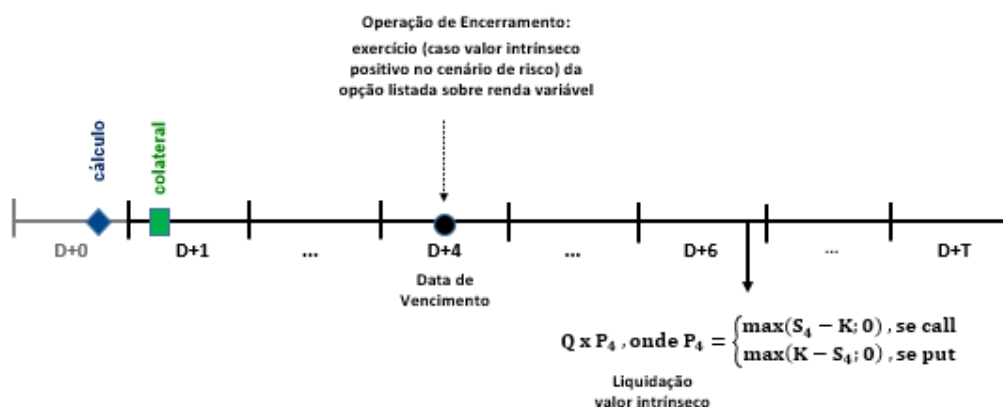 Operação de Encerramento:
exercício (caso valor intrínseco
positivo no cenário de risco) da
opção listada sobre renda variável
cálculo
colateral
D+0
D+1
...
D+4
...
D+6
...
D+T
Data de
Vencimento
Q x P₄ , onde P₄ = { max(S₄ − K; 0) , se call
max(K − S₄; 0) , se put
Liquidação
valor intrínseco